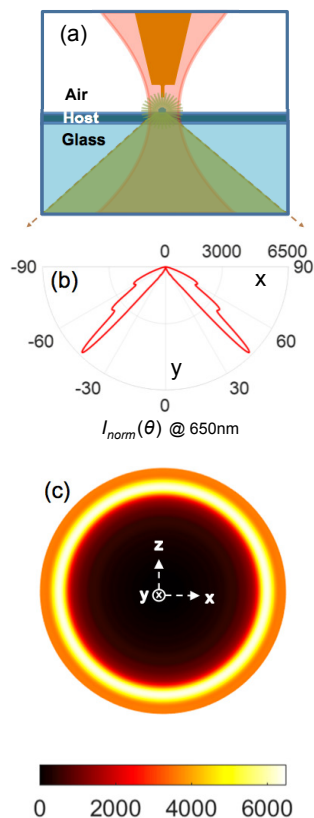 (a)
Air
Host
Glass
0 3000 6500
-90 90
(b) x
-60 60
-30 y 30
0
Inorm(θ) @ 650nm
(c)
z
y x x
0 2000 4000 6000